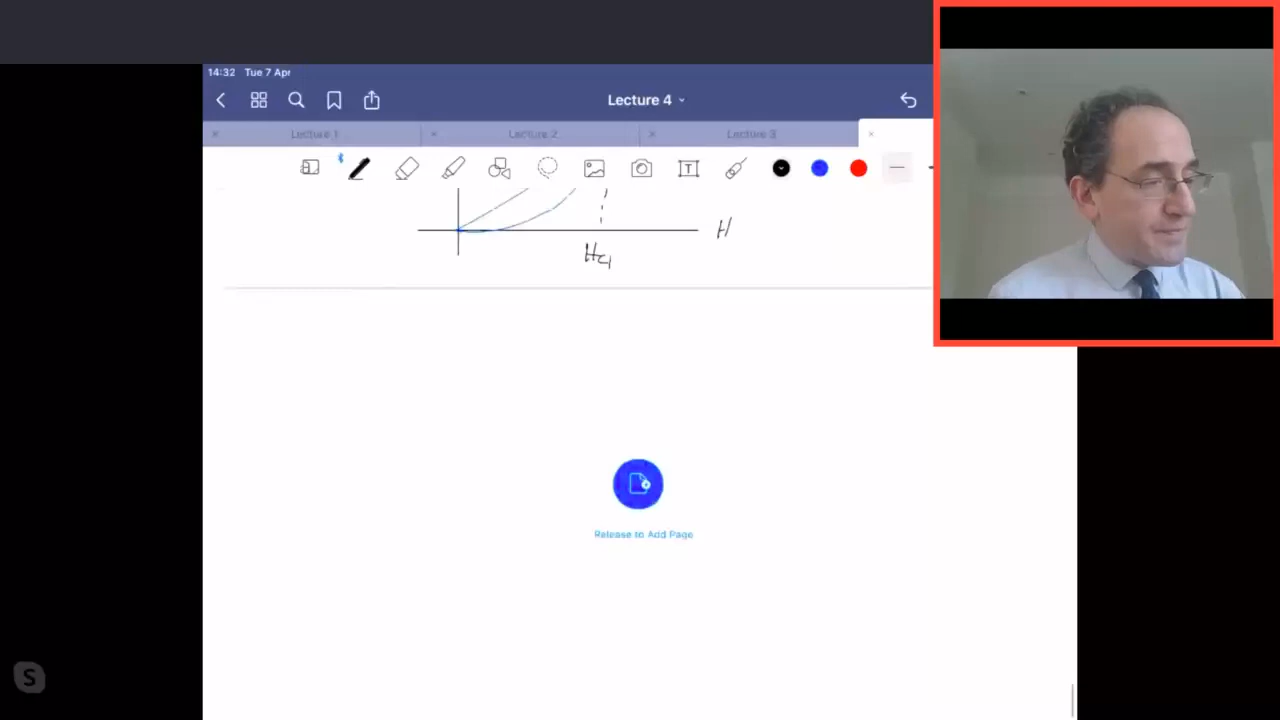 14:32 Tue 7 Apr
Lecture 4
Lecture 1
Lecture 2
Lecture 3
T
H
Hc1
Release to Add Page
S